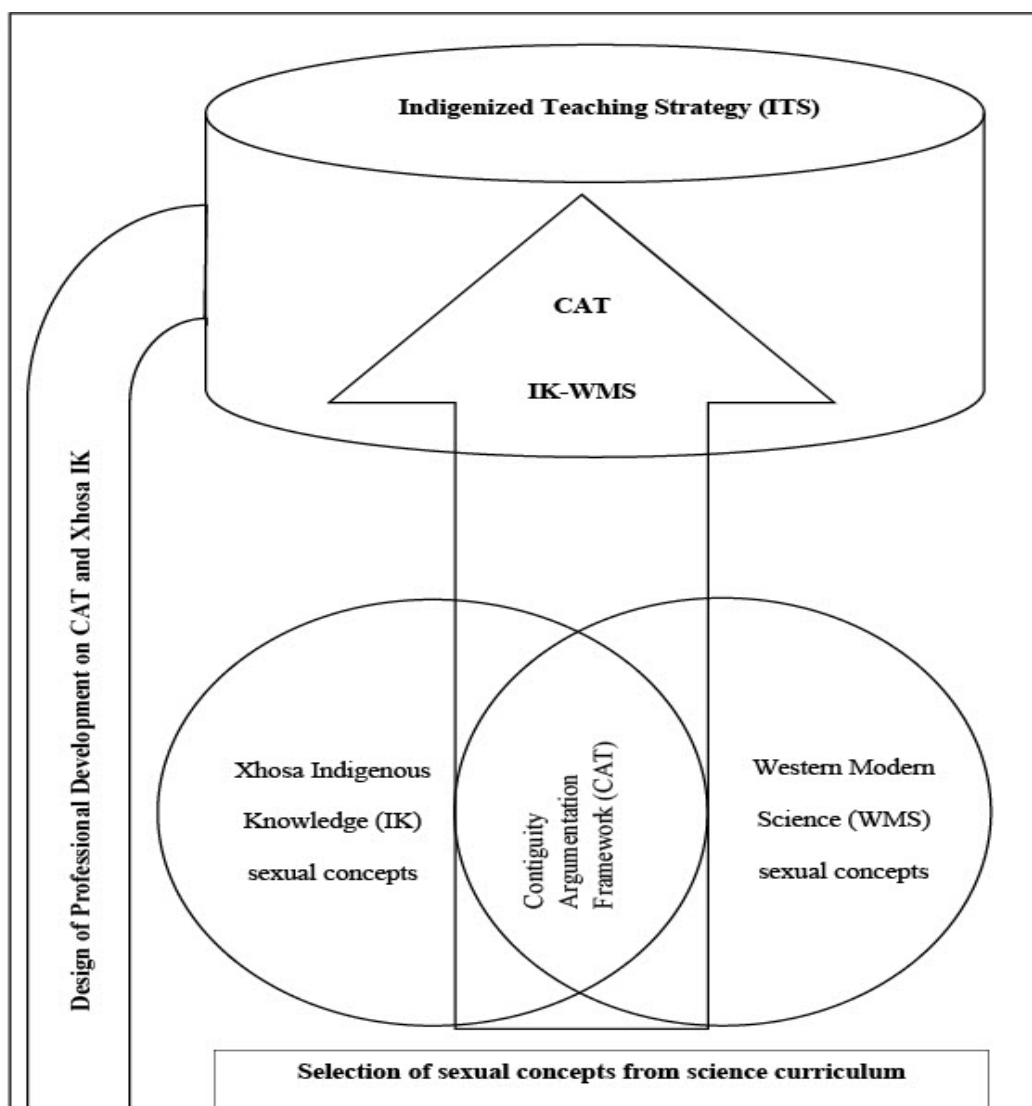 Indigenized Teaching Strategy (ITS)
CAT
IK-WMS
Design of Professional Development on CAT and Xhosa IK
Xhosa Indigenous
Knowledge (IK)
sexual concepts
Contiguity
Argumentation
Framework (CAT)
Western Modern
Science (WMS)
sexual concepts
Selection of sexual concepts from science curriculum